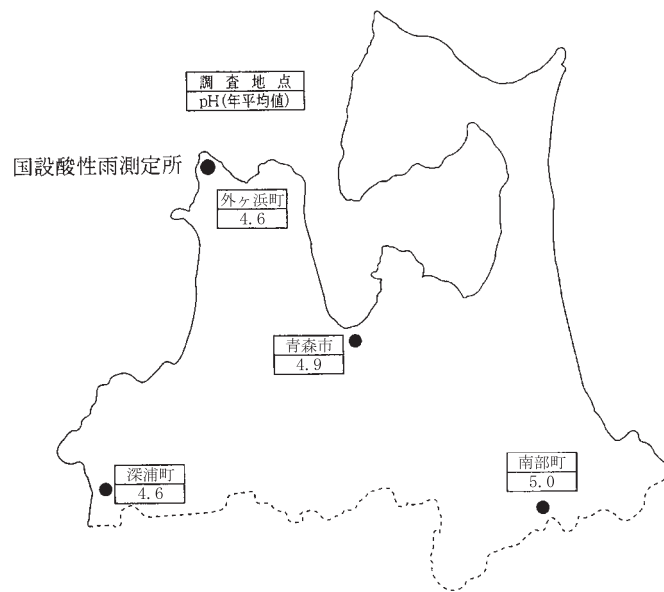 調査地点
pH(年平均値)
国設酸性雨測定所
外ヶ浜町
4.6
青森市
4.9
深浦町
4.6
南部町
5.0